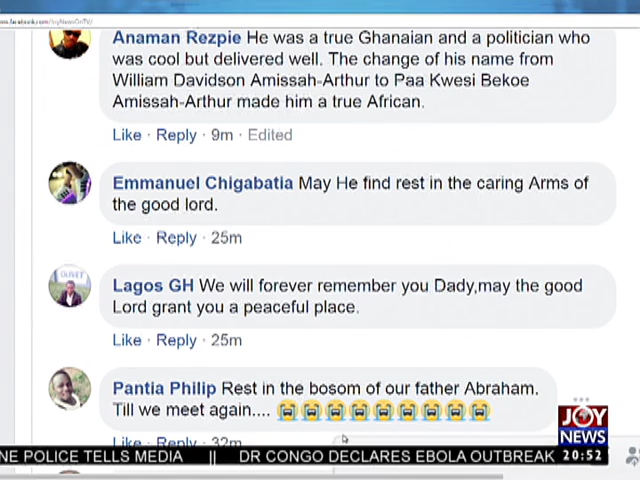 Anaman Rezpie He was a true Ghanaian and a politician who
was cool but delivered well. The change of his name from
William Davidson Amissah-Arthur to Paa Kwesi Bekoe
Amissah-Arthur made him a true African.
Like · Reply · 9m · Edited
Emmanuel Chigabatia May He find rest in the caring Arms of
the good lord.
Like · Reply · 25m
Lagos GH We will forever remember you Dady,may the good
Lord grant you a peaceful place.
Like · Reply · 25m
Pantia Philip Rest in the bosom of our father Abraham.
Till we meet again.... 😭😭😭😭😭😭😭😭😭
Like · Reply · 32m
JOY
NEWS
NE POLICE TELLS MEDIA || DR CONGO DECLARES EBOLA OUTBREAK
20:52